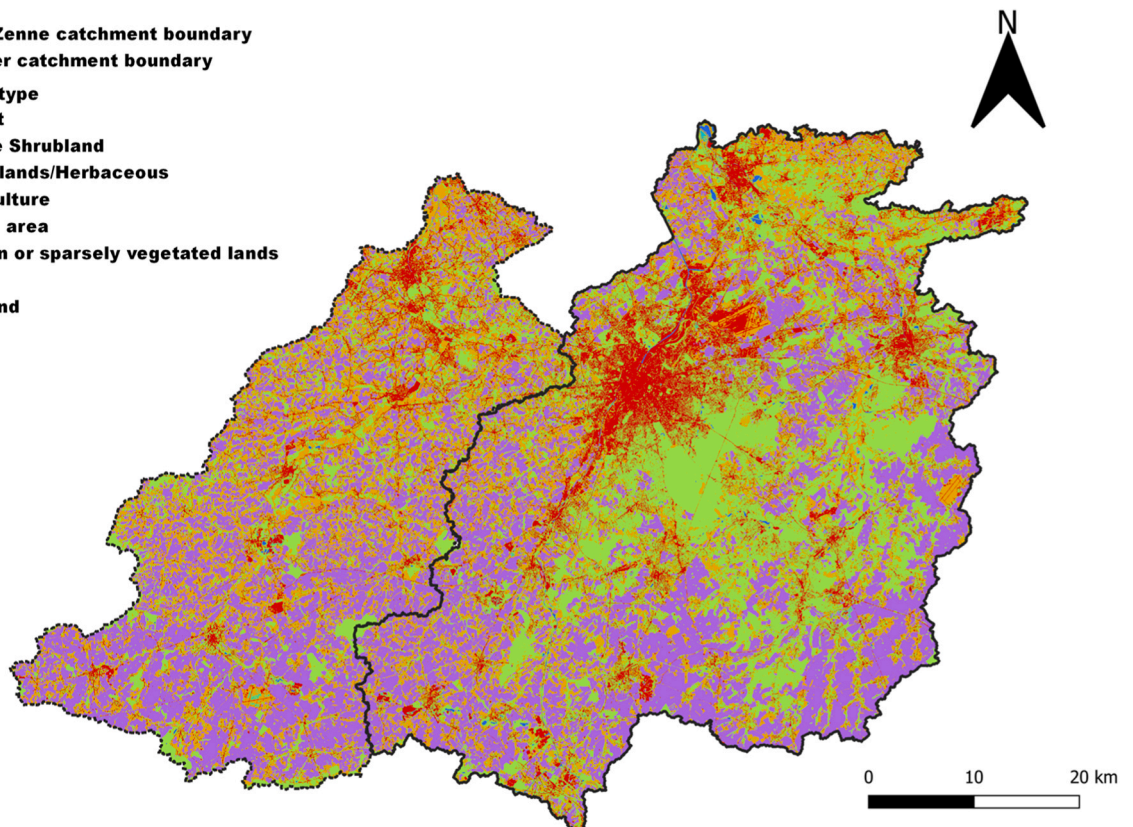 Zenne catchment boundary
er catchment boundary
type
t
e Shrubland
lands/Herbaceous
ulture
area
n or sparsely vegetated lands
nd
N
0 10 20 km